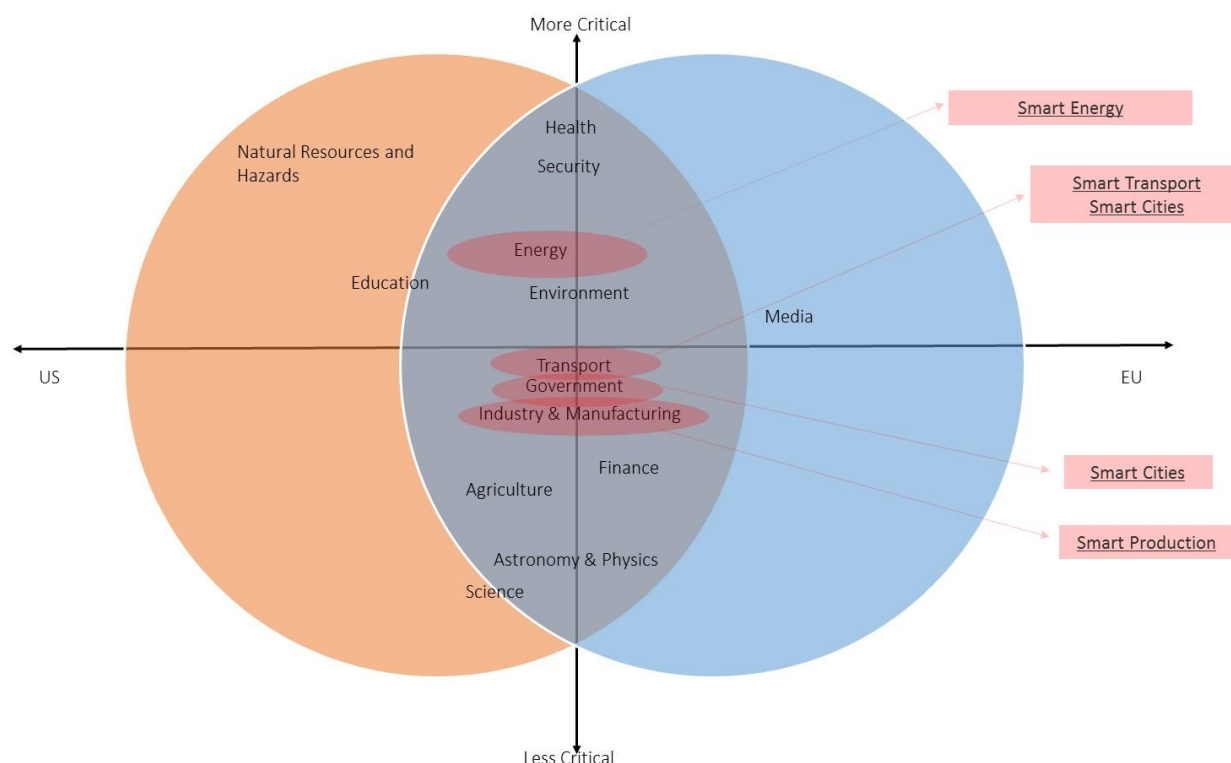 More Critical
Smart Energy
Health
Natural Resources and
Hazards
Security
Smart Transport
Smart Cities
Energy
Education
Environment
Media
Transport
US
EU
Government
Industry & Manufacturing
Finance
Smart Cities
Agriculture
Smart Production
Astronomy & Physics
Science
Less Critical